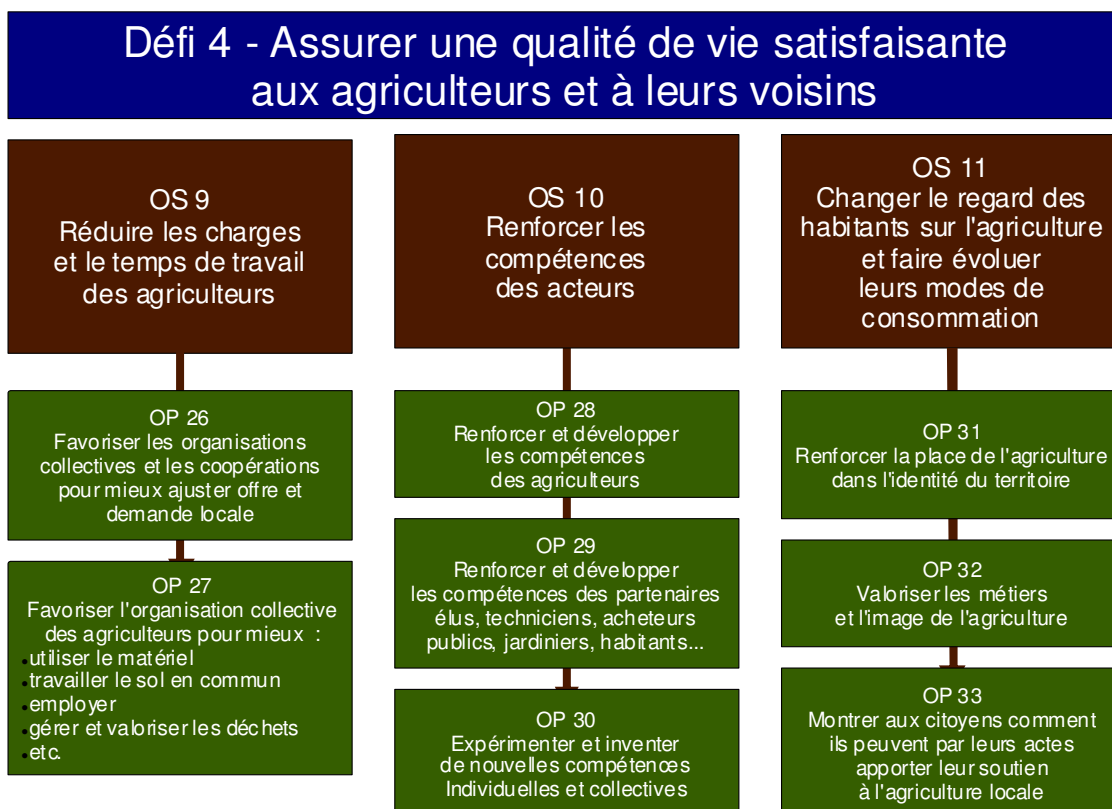 Défi 4 - Assurer une qualité de vie satisfaisante
aux agriculteurs et à leurs voisins
OS 9
Réduire les charges
et le temps de travail
des agriculteurs
OP 26
Favoriser les organisations
collectives et les coopérations
pour mieux ajuster offre et
demande locale
OP 27
Favoriser l'organisation collective
des agriculteurs pour mieux :
•utiliser le matériel
•travailler le sol en commun
•employer
•gérer et valoriser les déchets
•etc.
OS 10
Renforcer les
compétences
des acteurs
OP 28
Renforcer et développer
les compétences
des agriculteurs
OP 29
Renforcer et développer
les compétences des partenaires
élus, techniciens, acheteurs
publics, jardiniers, habitants...
OP 30
Expérimenter et inventer
de nouvelles compétences
Individuelles et collectives
OS 11
Changer le regard des
habitants sur l'agriculture
et faire évoluer
leurs modes de
consommation
OP 31
Renforcer la place de l'agriculture
dans l'identité du territoire
OP 32
Valoriser les métiers
et l'image de l'agriculture
OP 33
Montrer aux citoyens comment
ils peuvent par leurs actes
apporter leur soutien
à l'agriculture locale